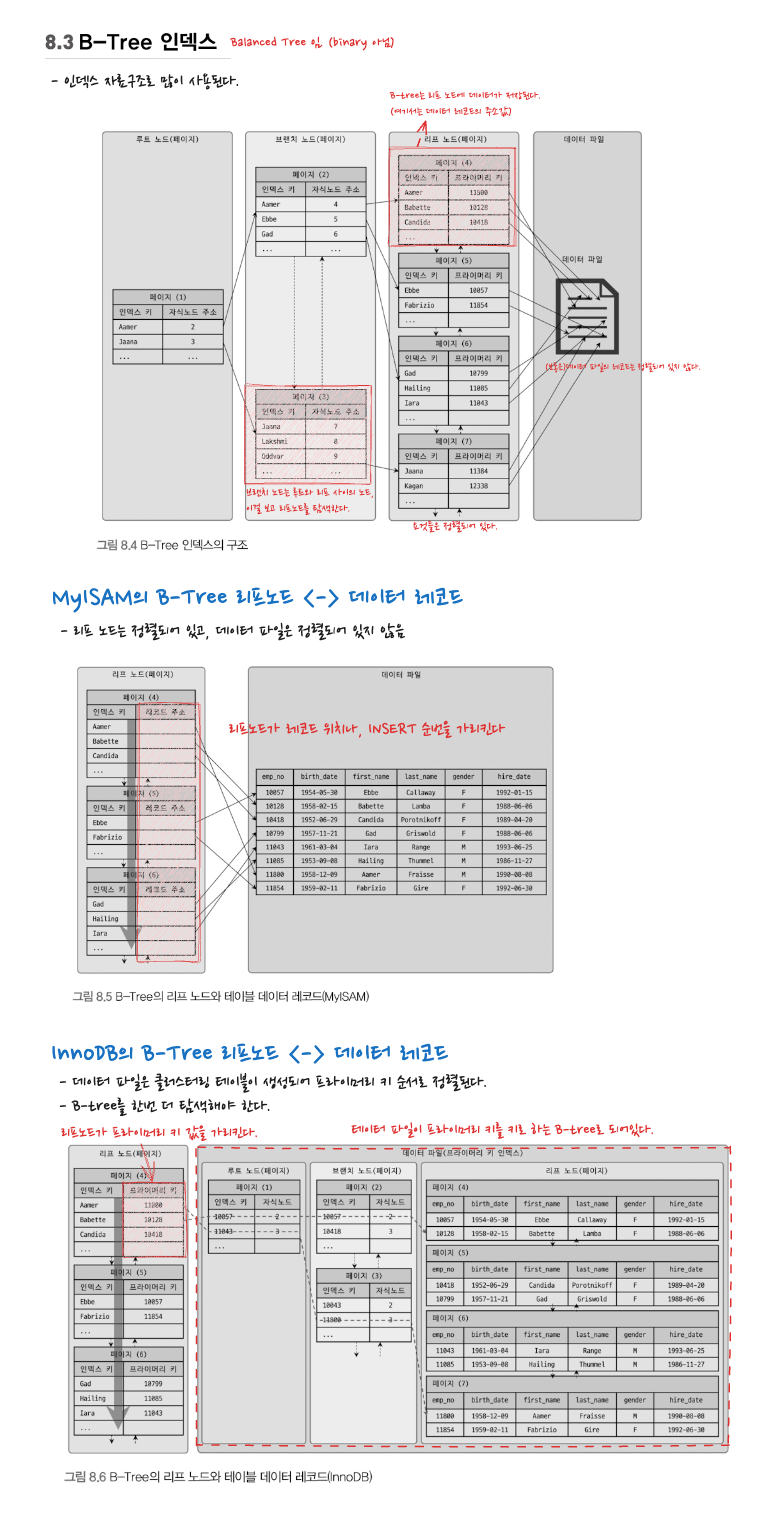 8.3 B-Tree 인덱스 Balanced Tree 임 (binary 아님)
- 인덱스 자료구조로 많이 사용된다.
B-tree는 리프 노드에 데이터가 저장된다.
(여기서는 데이터 레코드의 주소값)
루트 노드(페이지)
페이지 (1)
인덱스 키 자식노드 주소
Aamer 2
Jaana 3
... ...
브랜치 노드(페이지)
페이지 (2)
인덱스 키 자식노드 주소
Aamer 4
Ebbe 5
Gad 6
... ...
페이지 (3)
인덱스 키 자식노드 주소
Jaana 7
Lakshmi 8
Oddvar 9
... ...
브랜치 노드는 루트와 리프 사이의 노드,
이걸 보고 리프노드를 탐색한다.
리프 노드(페이지)
페이지 (4)
인덱스 키 프라이머리 키
Aamer 11800
Babette 10128
Candida 10418
...
페이지 (5)
인덱스 키 프라이머리 키
Ebbe 10057
Fabrizio 11854
...
페이지 (6)
인덱스 키 프라이머리 키
Gad 10799
Hailing 11085
Iara 11043
페이지 (7)
인덱스 키 프라이머리 키
Jaana 11384
Kagan 12338
...
요것들은 정렬되어 있다.
데이터 파일
데이터 파일
(보통은)데이터 파일의 레코드는 정렬되어 있지 않다.
그림 8.4 B-Tree 인덱스의 구조
MyISAM의 B-Tree 리프노드 <-> 데이터 레코드
- 리프 노드는 정렬되어 있고, 데이터 파일은 정렬되어 있지 않음
리프 노드(페이지)
페이지 (4)
인덱스 키 레코드 주소
Aamer
Babette
Candida
...
페이지 (5)
인덱스 키 레코드 주소
Ebbe
Fabrizio
...
페이지 (6)
인덱스 키 레코드 주소
Gad
Hailing
Iara
...
데이터 파일
리프노드가 레코드 위치나, INSERT 순번을 가리킨다
emp_no birth_date first_name last_name gender hire_date
10057 1954-05-30 Ebbe Callaway F 1992-01-15
10128 1958-02-15 Babette Lamba F 1988-06-06
10418 1952-06-29 Candida Porotnikoff F 1989-04-20
10799 1957-11-21 Gad Griswold F 1988-06-06
11043 1961-03-04 Iara Range M 1993-06-25
11085 1953-09-08 Hailing Thummel M 1986-11-27
11800 1958-12-09 Aamer Fraisse M 1990-08-08
11854 1959-02-11 Fabrizio Gire F 1992-06-30
그림 8.5 B-Tree의 리프 노드와 테이블 데이터 레코드(MyISAM)
InnoDB의 B-Tree 리프노드 <-> 데이터 레코드
- 데이터 파일은 클러스터링 테이블이 생성되어 프라이머리 키 순서로 정렬된다.
- B-tree를 한번 더 탐색해야 한다.
리프노드가 프라이머리 키 값을 가리킨다.
테이터 파일이 프라이머리 키를 키로 하는 B-tree로 되어있다.
리프 노드(페이지)
페이지 (4)
인덱스 키 프라이머리 키
Aamer 11800
Babette 10128
Candida 10418
...
페이지 (5)
인덱스 키 프라이머리 키
Ebbe 10057
Fabrizio 11854
...
페이지 (6)
인덱스 키 프라이머리 키
Gad 10799
Hailing 11085
Iara 11043
...
데이터 파일(프라이머리 키 인덱스)
루트 노드(페이지)
페이지 (1)
인덱스 키 자식노드
10057 2
11043 3
...
브랜치 노드(페이지)
페이지 (2)
인덱스 키 자식노드
10057 2
10418 3
...
페이지 (3)
인덱스 키 자식노드
10043 2
11800 3
...
리프 노드(페이지)
페이지 (4)
emp_no birth_date first_name last_name gender hire_date
10057 1954-05-30 Ebbe Callaway F 1992-01-15
10128 1958-02-15 Babette Lamba F 1988-06-06
페이지 (5)
emp_no birth_date first_name last_name gender hire_date
10418 1952-06-29 Candida Porotnikoff F 1989-04-20
10799 1957-11-21 Gad Griswold F 1988-06-06
페이지 (6)
emp_no birth_date first_name last_name gender hire_date
11043 1961-03-04 Iara Range M 1993-06-25
11085 1953-09-08 Hailing Thummel M 1986-11-27
페이지 (7)
emp_no birth_date first_name last_name gender hire_date
11800 1958-12-09 Aamer Fraisse M 1990-08-08
11854 1959-02-11 Fabrizio Gire F 1992-06-30
그림 8.6 B-Tree의 리프 노드와 테이블 데이터 레코드(InnoDB)